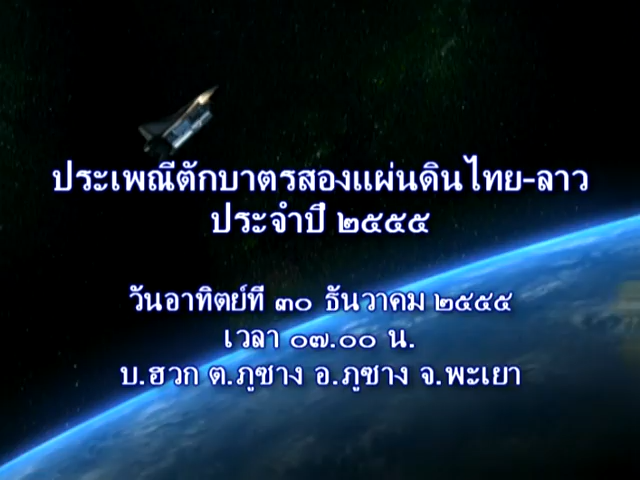 ประเพณีตักบาตรสองแผ่นดินไทย-ลาว
ประจำปี ๒๕๕๕
วันอาทิตย์ที่ ๓๐ ธันวาคม ๒๕๕๕
เวลา ๐๗.๐๐ น.
บ.ฮวก ต.ภูซาง อ.ภูซาง จ.พะเยา